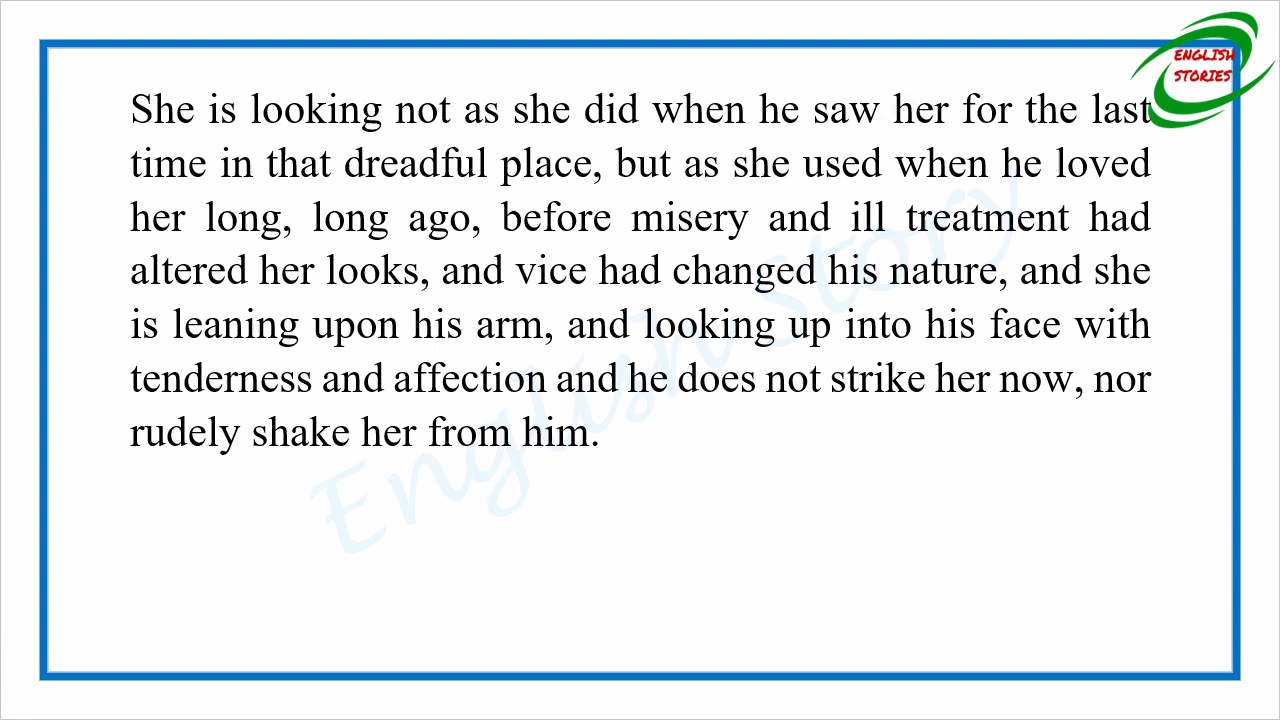 ENGLISH
STORIES
She is looking not as she did when he saw her for the last
time in that dreadful place, but as she used when he loved
her long, long ago, before misery and ill treatment had
altered her looks, and vice had changed his nature, and she
is leaning upon his arm, and looking up into his face with
tenderness and affection and he does not strike her now, nor
rudely shake her from him.
English Story